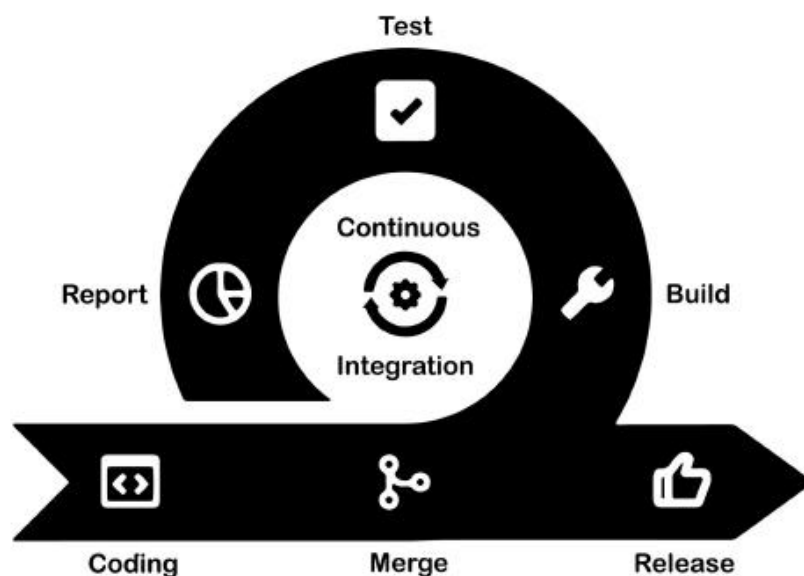 Test
Continuous
Report
Build
Integration
Coding
Merge
Release